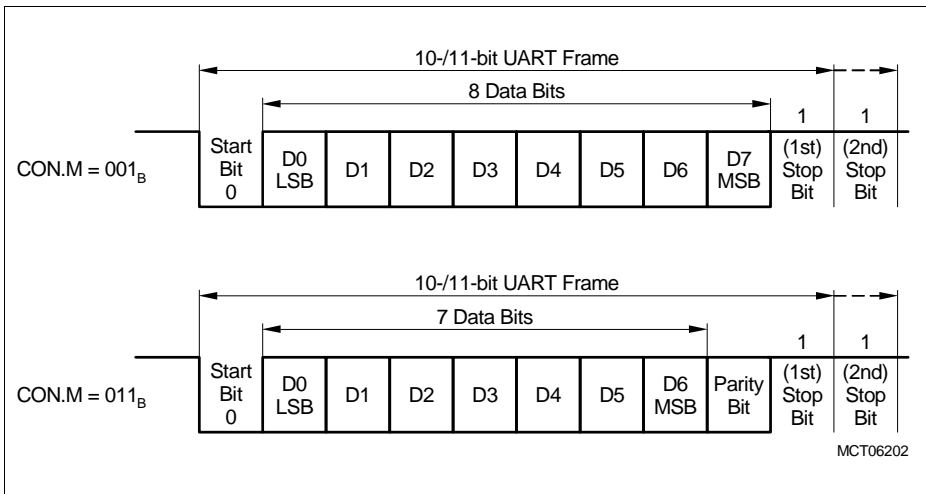 10-/11-bit UART Frame
8 Data Bits
1 1
CON.M = 001B
Start Bit 0
D0 LSB
D1
D2
D3
D4
D5
D6
D7 MSB
(1st) Stop Bit
(2nd) Stop Bit
10-/11-bit UART Frame
7 Data Bits
1 1
CON.M = 011B
Start Bit 0
D0 LSB
D1
D2
D3
D4
D5
D6 MSB
Parity Bit
(1st) Stop Bit
(2nd) Stop Bit
MCT06202